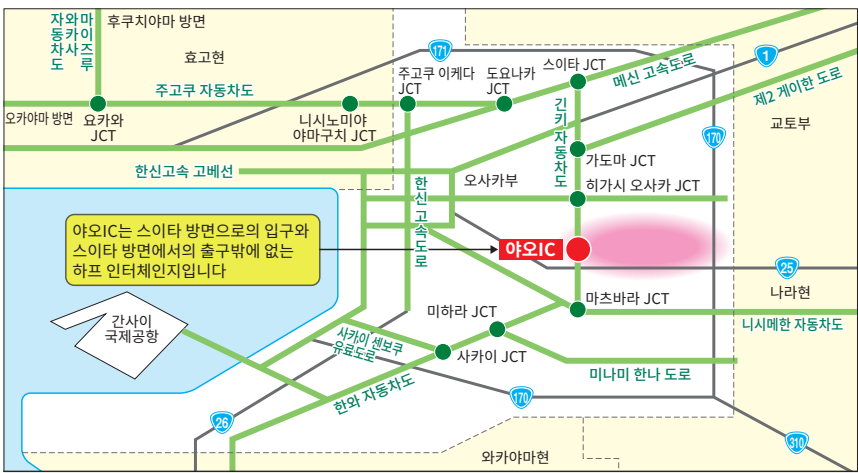 마이즈루
와카사
자동차도
후쿠치야마 방면
효고현
171
주고쿠 이케다
JCT
도요나카
JCT
스이타 JCT
메신 고속도로
1
제2 게이한 도로
주고쿠 자동차도
오카야마 방면
요카와
JCT
니시노미야
야마구치 JCT
긴키 자동차도
170
교토부
가도마 JCT
한신고속 고베선
한신 고속도로
오사카부
히가시 오사카 JCT
야오IC는 스이타 방면으로의 입구와
스이타 방면에서의 출구밖에 없는
하프 인터체인지입니다
야오IC
25
나라현
마츠바라 JCT
미하라 JCT
니시메한 자동차도
간사이
국제공항
사카이 센보쿠
유료도로
사카이 JCT
미나미 한나 도로
한와 자동차도
170
26
310
와카야마현